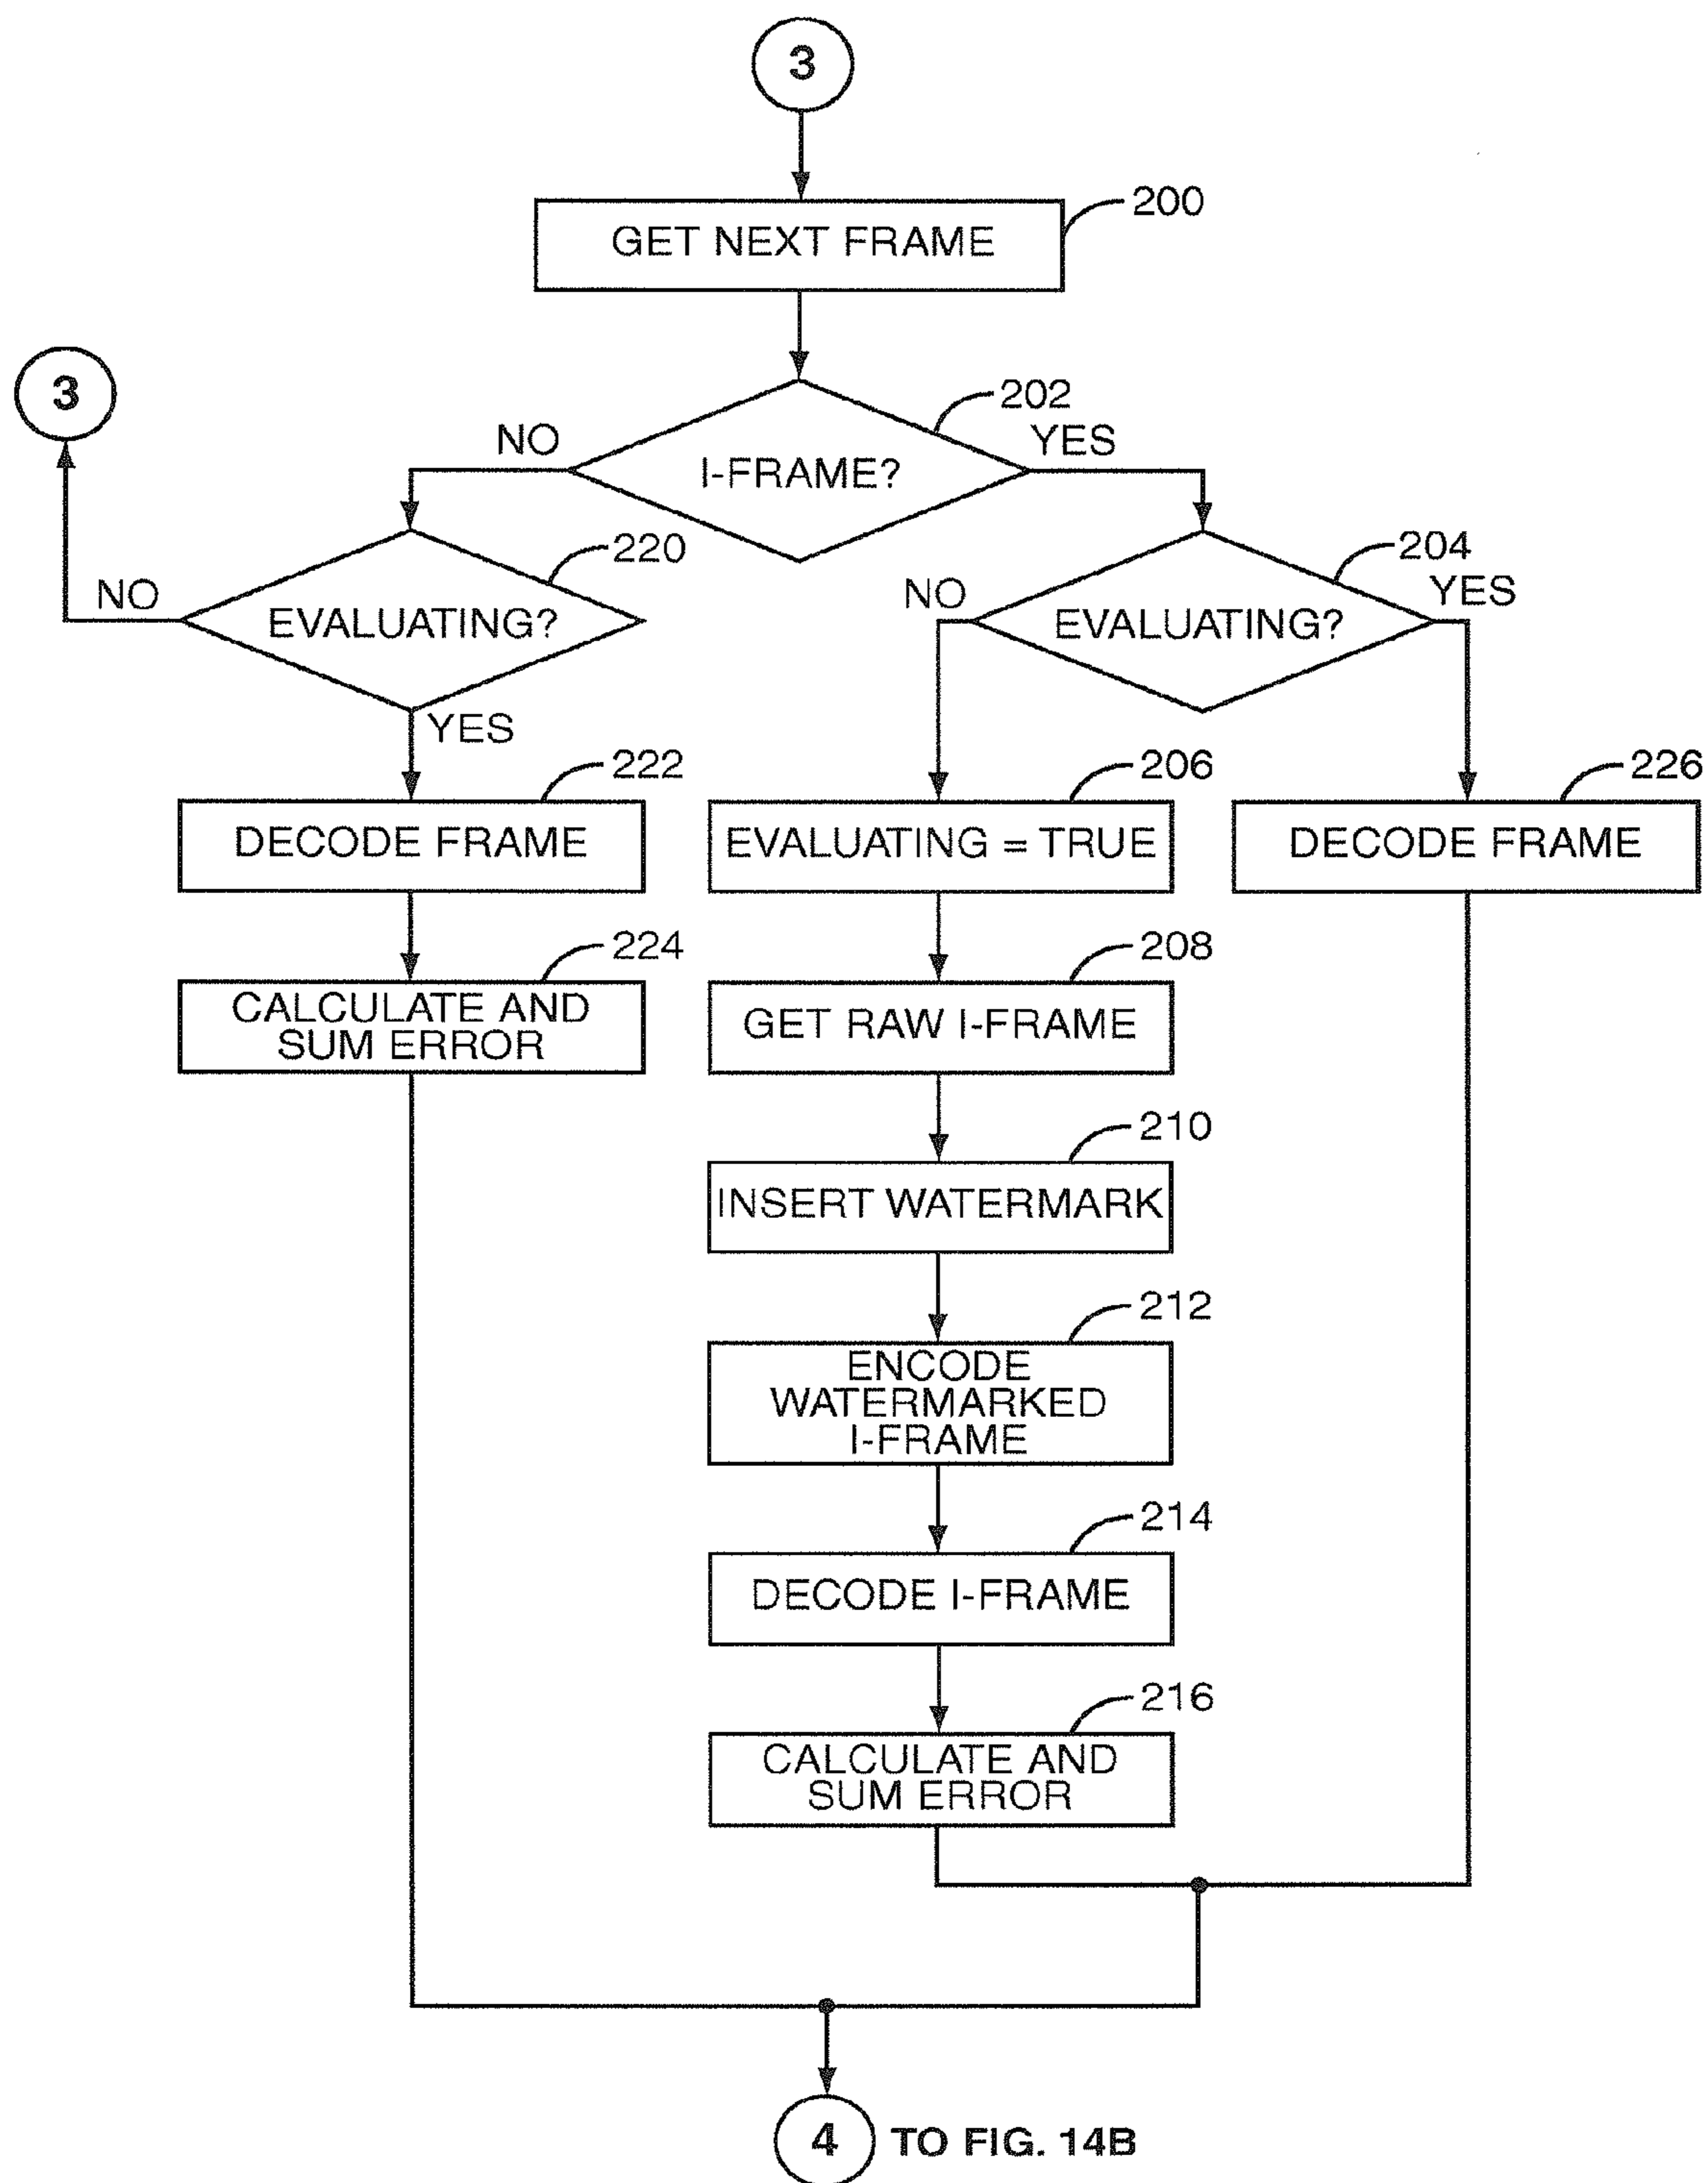 3
200
GET NEXT FRAME
3
202
NO
YES
I-FRAME?
220
204
NO
EVALUATING?
NO
EVALUATING?
YES
YES
222
206
226
DECODE FRAME
EVALUATING = TRUE
DECODE FRAME
224
208
CALCULATE AND
SUM ERROR
GET RAW I-FRAME
210
INSERT WATERMARK
212
ENCODE
WATERMARKED
I-FRAME
214
DECODE I-FRAME
216
CALCULATE AND
SUM ERROR
4 TO FIG. 14B